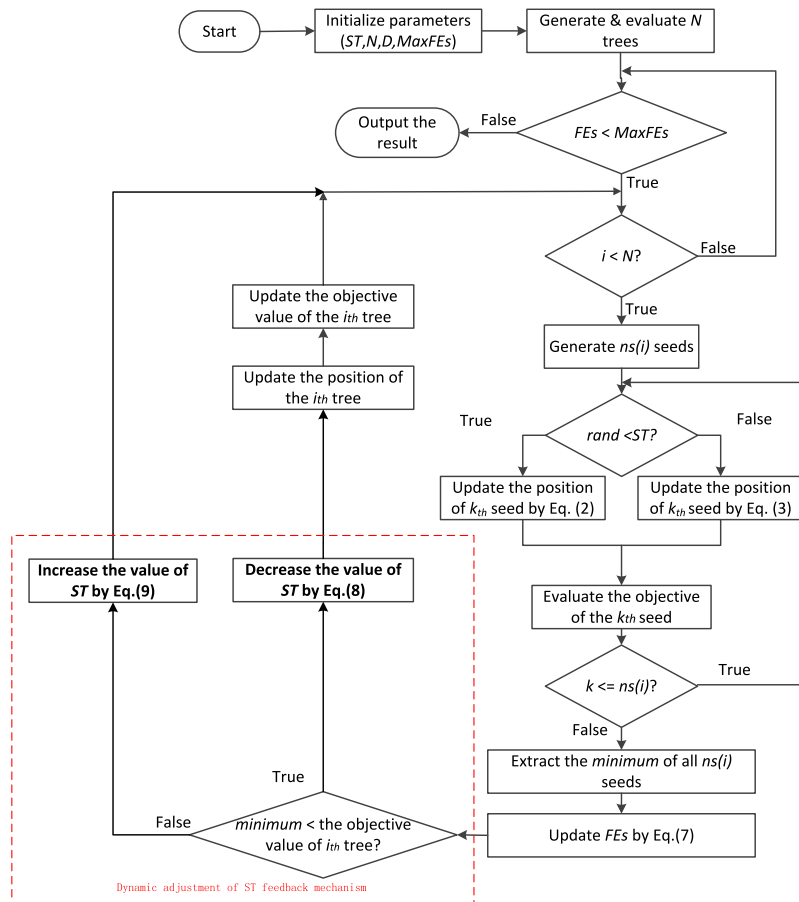 Start
Initialize parameters
(ST,N,D,MaxFEs)
Generate & evaluate N
trees
FEs < MaxFEs
False
Output the
result
True
i < N?
False
True
Generate ns(i) seeds
rand <ST?
True
False
Update the position
of kth seed by Eq. (2)
Update the position
of kth seed by Eq. (3)
Evaluate the objective
of the kth seed
k <= ns(i)?
True
False
Extract the minimum of all ns(i)
seeds
Update FEs by Eq.(7)
minimum < the objective
value of ith tree?
True
False
Decrease the value of
ST by Eq.(8)
Increase the value of
ST by Eq.(9)
Update the position of
the ith tree
Update the objective
value of the ith tree
Dynamic adjustment of ST feedback mechanism